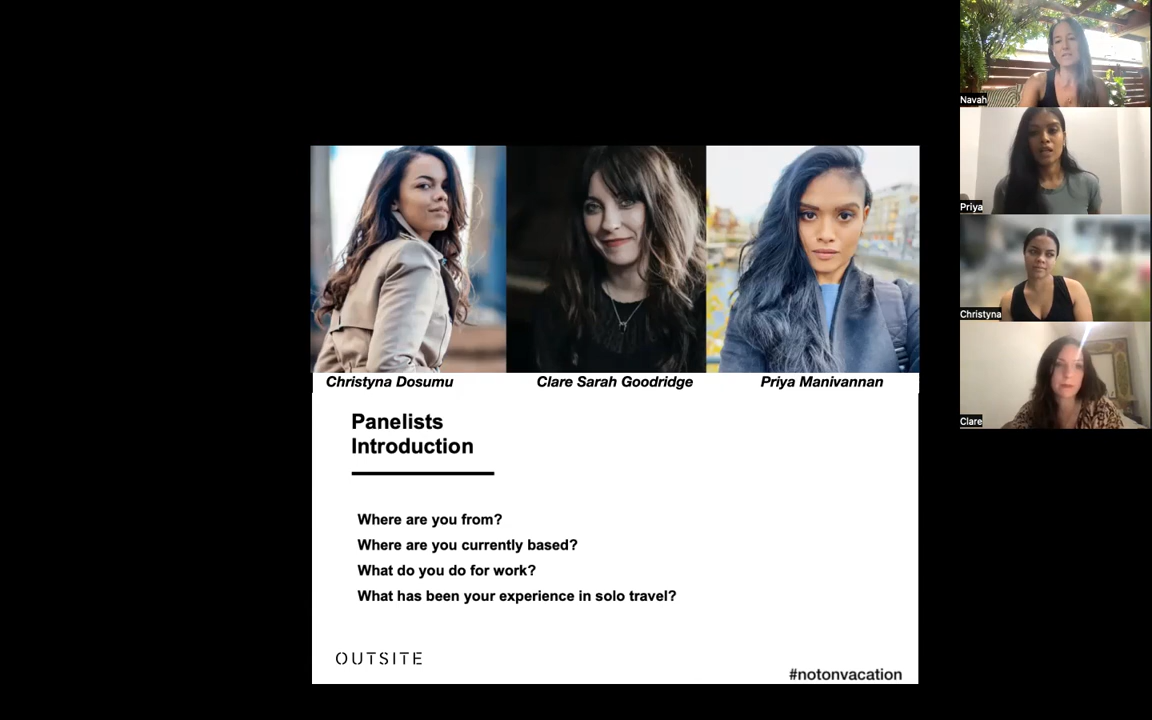 Navah
Priya
Christyna
Clare
Christyna Dosumu
Clare Sarah Goodridge
Priya Manivannan
Panelists
Introduction
Where are you from?
Where are you currently based?
What do you do for work?
What has been your experience in solo travel?
OUTSITE
#notonvacation